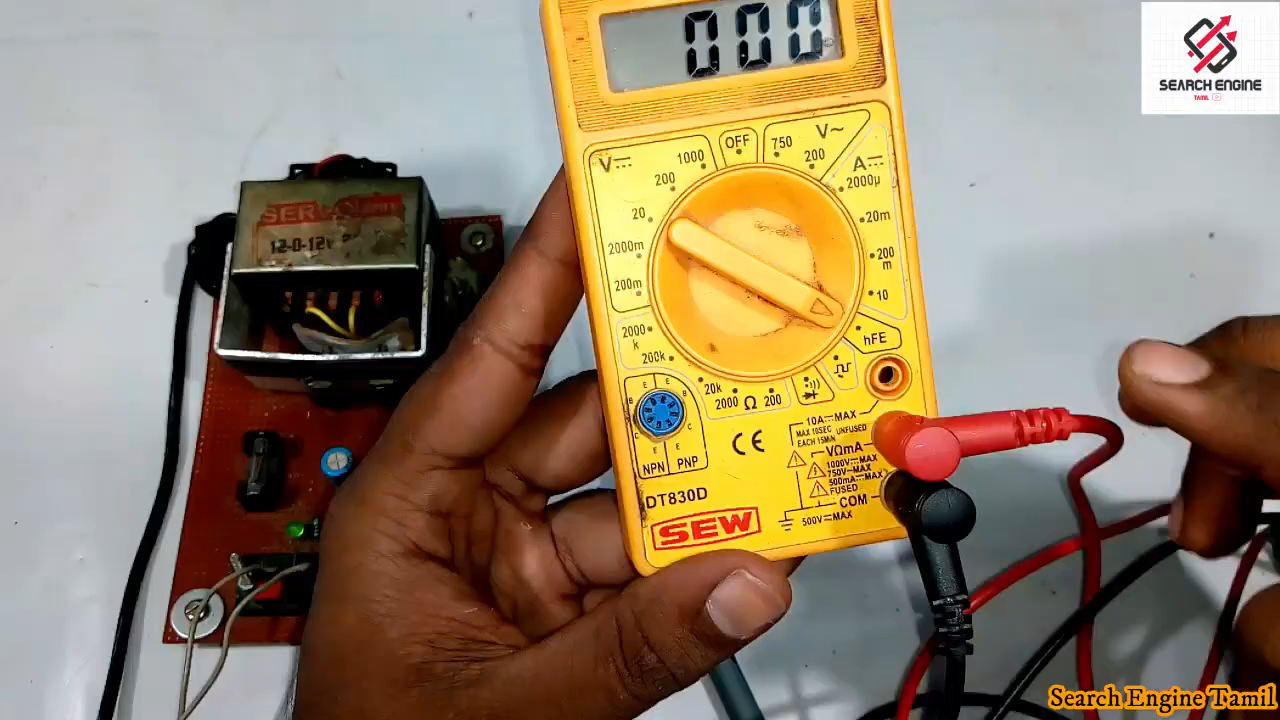 000
SEARCH ENGINE
TAMIL
OFF
V⎓
1000
200
20
2000m
200m
750
V~
200
A⎓
2000µ
20m
200
m
10
hFE
2000
k
200k
20k
2000
Ω
200
E E
B B
C C
E E
NPN PNP
CE
10A⎓MAX
MAX 10SEC UNFUSED
EACH 15MIN
VΩmA
1000V⎓MAX
750V~MAX
500mA⎓MAX
FUSED
COM
500V⎓MAX
DT830D
SEW
12-0-12V
Search Engine Tamil